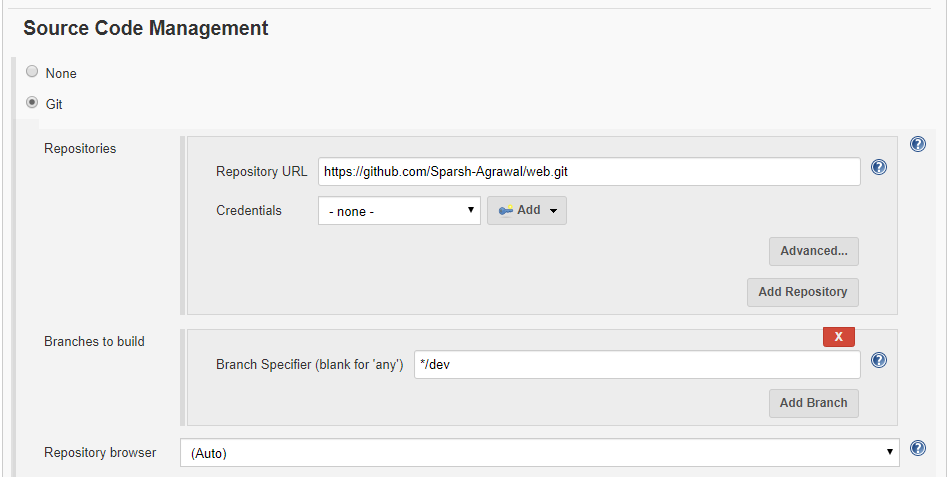 Source Code Management
None
Git
Repositories
Repository URL https://github.com/Sparsh-Agrawal/web.git
Credentials - none - Add
Advanced...
Add Repository
Branches to build
X
Branch Specifier (blank for 'any') */dev
Add Branch
Repository browser (Auto)